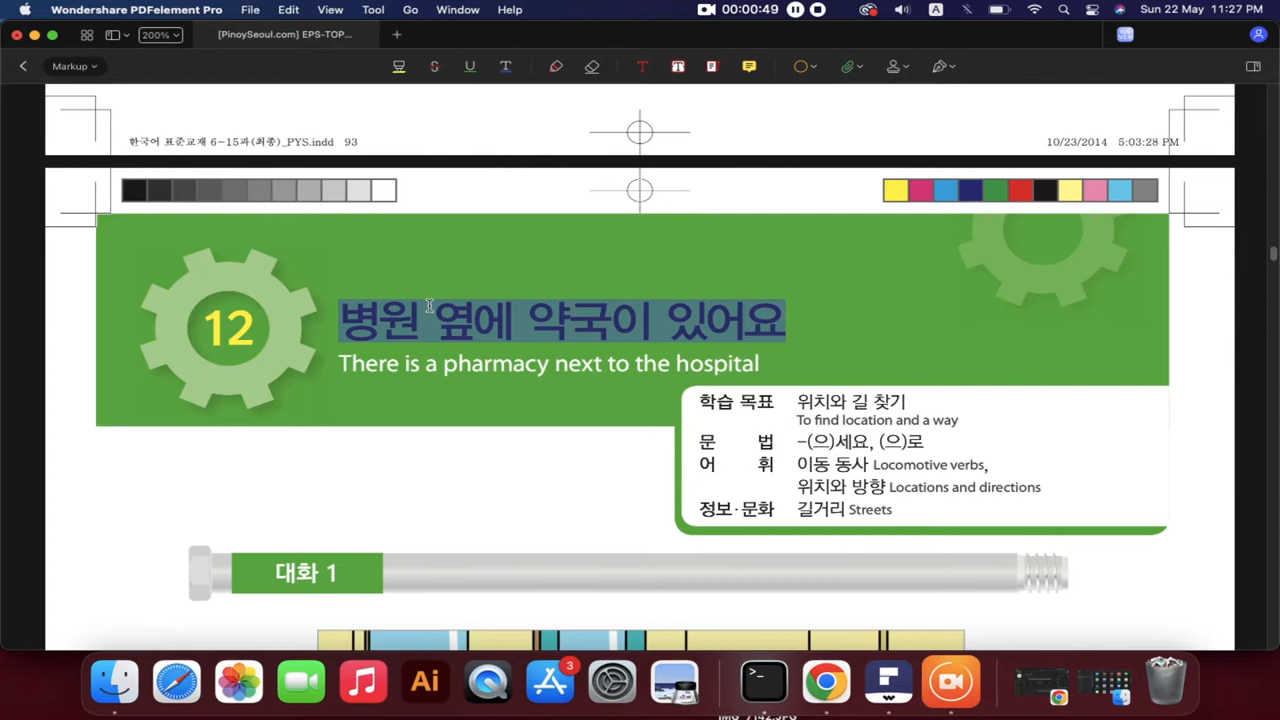 Wondershare PDFelement Pro File Edit View Tool Go Window Help 00:00:49 A Sun 22 May 11:27 PM
200% [PinoySeoul.com] EPS-TOP...
Markup T T T P
한국어 표준교재 6-15과(최종)_PYS.indd 93 10/23/2014 5:03:28 PM
12
병원 옆에 약국이 있어요
There is a pharmacy next to the hospital
학습 목표 위치와 길 찾기
To find location and a way
문 법 -(으)세요, (으)로
어 휘 이동 동사 Locomotive verbs,
위치와 방향 Locations and directions
정보·문화 길거리 Streets
대화 1
Ai 3 >_
IMG_7142.JPG